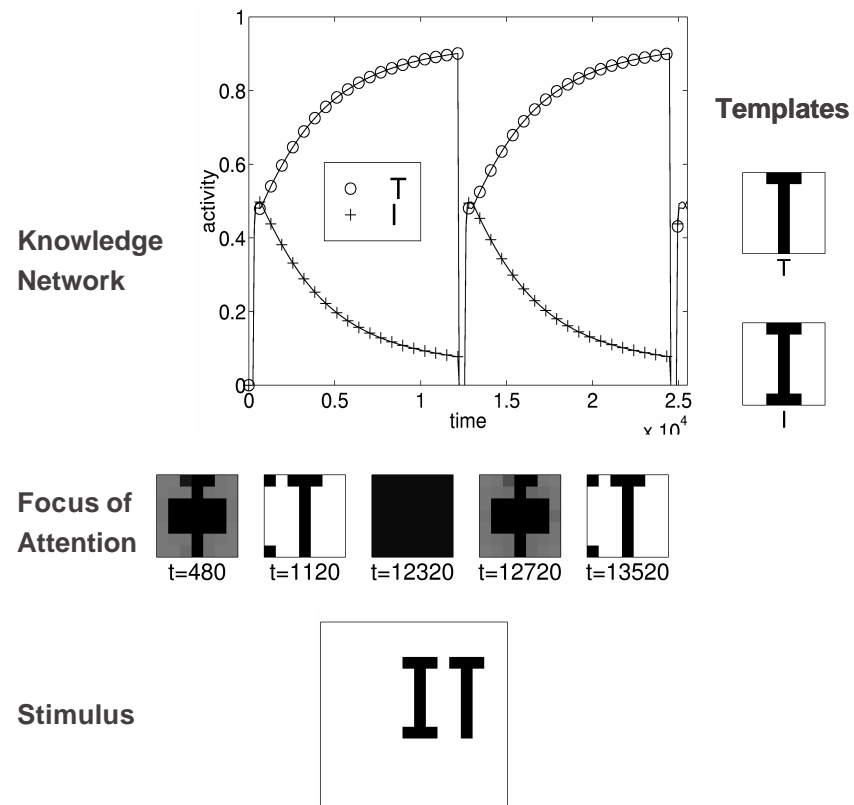 1
0.8
0.6
0.4
0.2
0
activity
T
I
0
0.5
1
1.5
2
2.5
time
x 10^4
Knowledge
Network
Templates
T
I
Focus of
Attention
t=480
t=1120
t=12320
t=12720
t=13520
Stimulus
IT